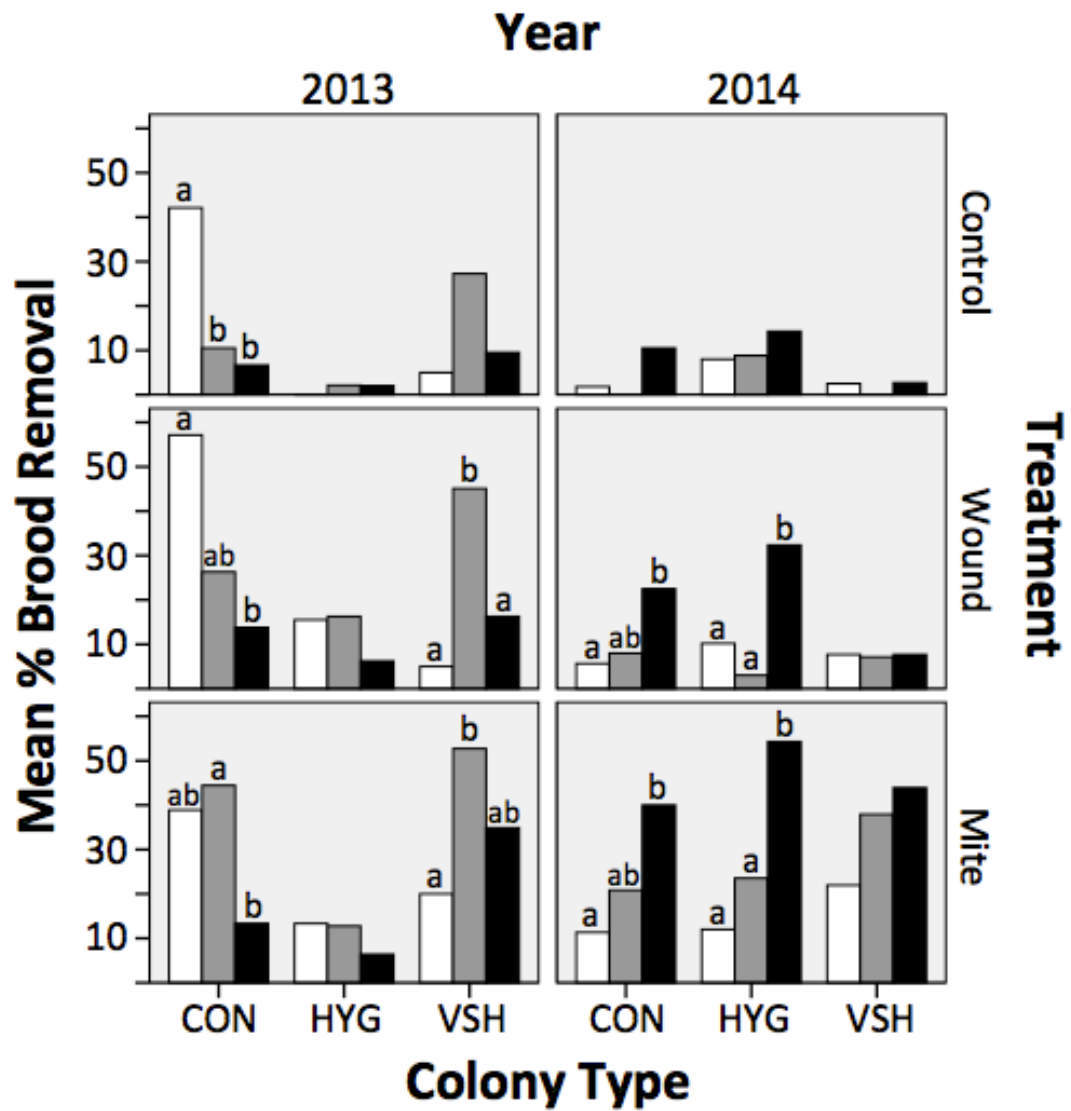 Year
2013 2014
Mean % Brood Removal
Treatment
50
30
10
a
b
b
Control
50
30
10
a
ab
b
a
b
a
a
ab
b
a
a
b
Wound
50
30
10
ab
a
b
a
b
ab
a
ab
b
a
a
b
Mite
CON HYG VSH CON HYG VSH
Colony Type